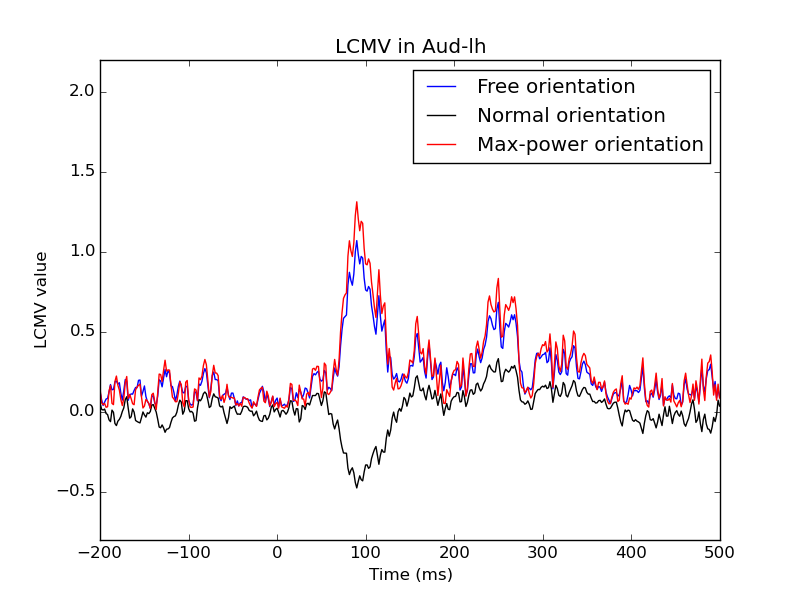 LCMV in Aud-lh
Free orientation
Normal orientation
Max-power orientation
2.0
1.5
1.0
0.5
0.0
−0.5
LCMV value
−200
−100
0
100
200
300
400
500
Time (ms)